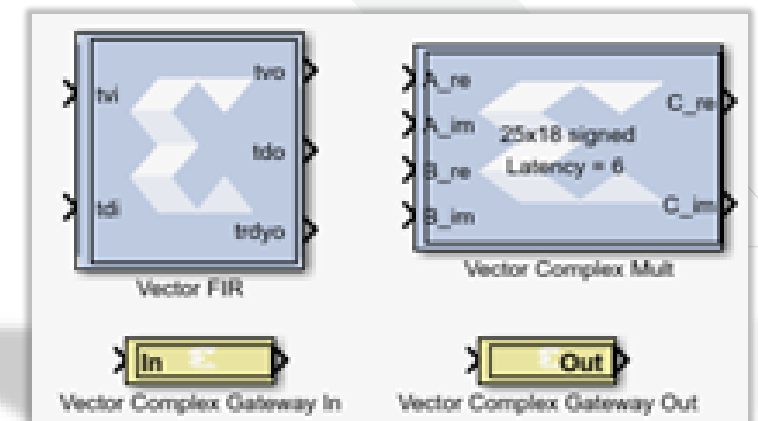 tvi
tdi
tvo
tdo
trdyo
Vector FIR
A_re
A_im
B_re
B_im
25x18 signed
Latency = 6
C_re
C_im
Vector Complex Mult
In
Vector Complex Gateway In
Out
Vector Complex Gateway Out